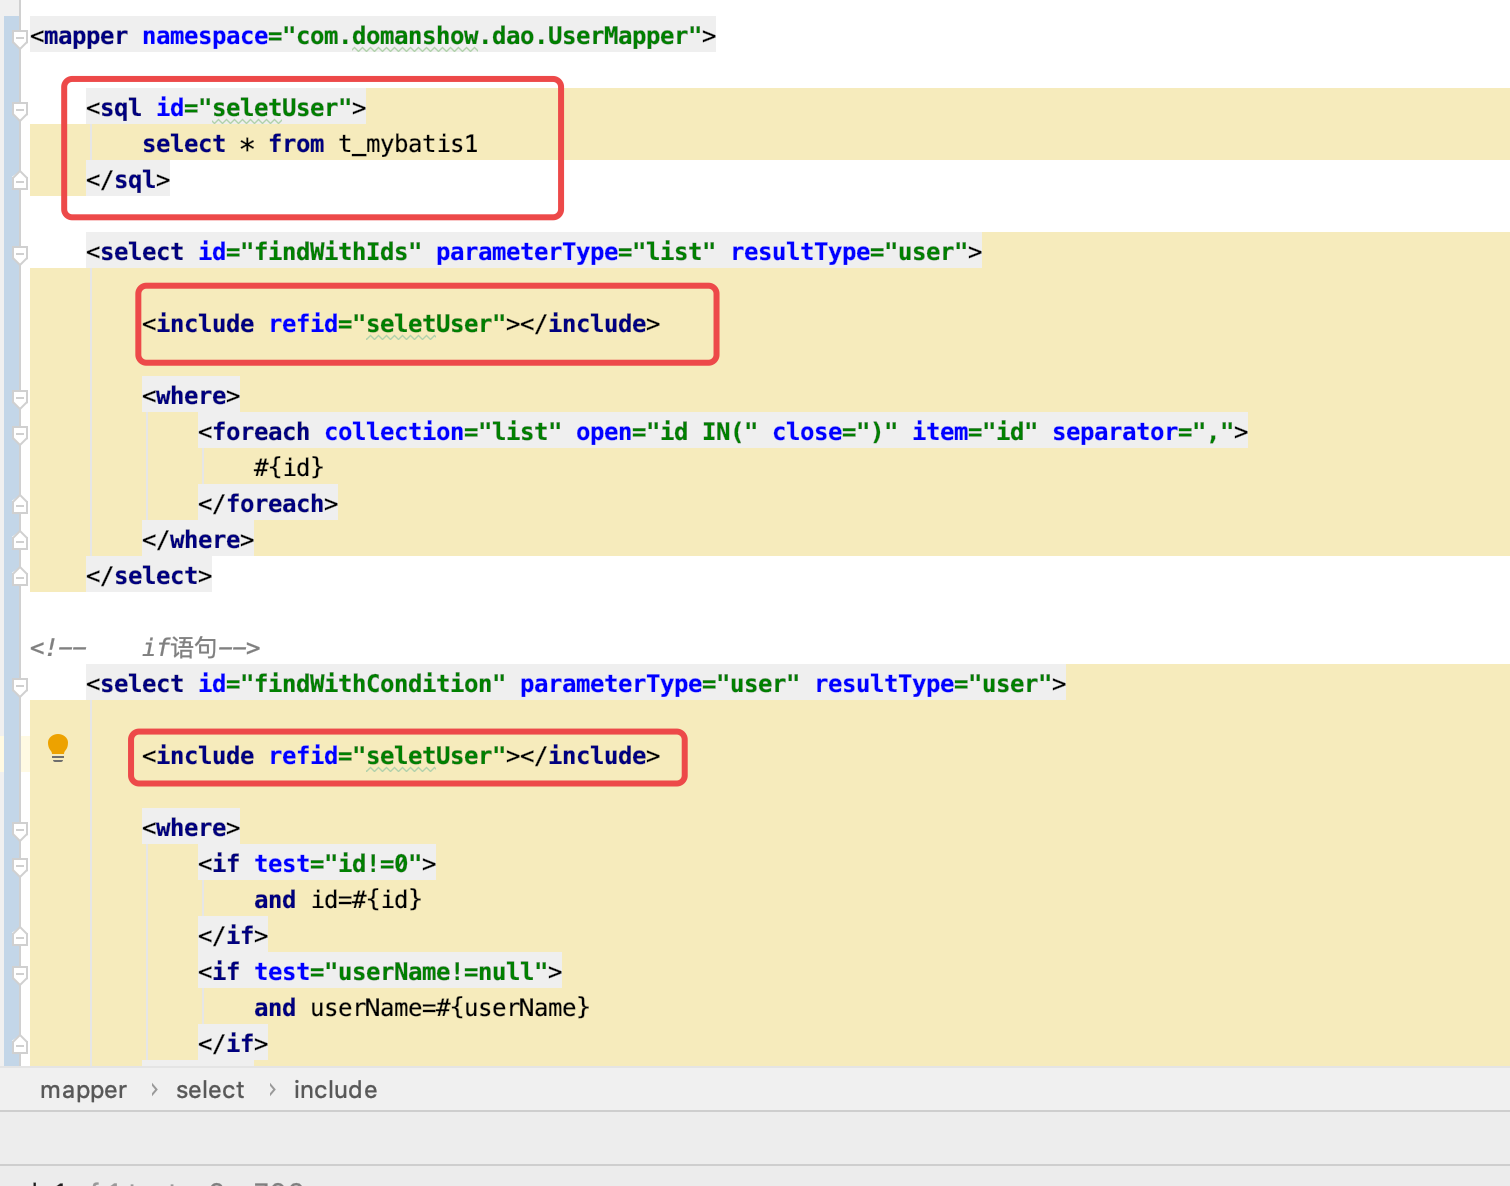 <mapper namespace="com.domanshow.dao.UserMapper">
<sql id="seletUser">
select * from t_mybatis1
</sql>
<select id="findWithIds" parameterType="list" resultType="user">
<include refid="seletUser"></include>
<where>
<foreach collection="list" open="id IN(" close=")" item="id" separator=",">
#{id}
</foreach>
</where>
</select>
<!-- if语句-->
<select id="findWithCondition" parameterType="user" resultType="user">
<include refid="seletUser"></include>
<where>
<if test="id!=0">
and id=#{id}
</if>
<if test="userName!=null">
and userName=#{userName}
</if>
mapper › select › include